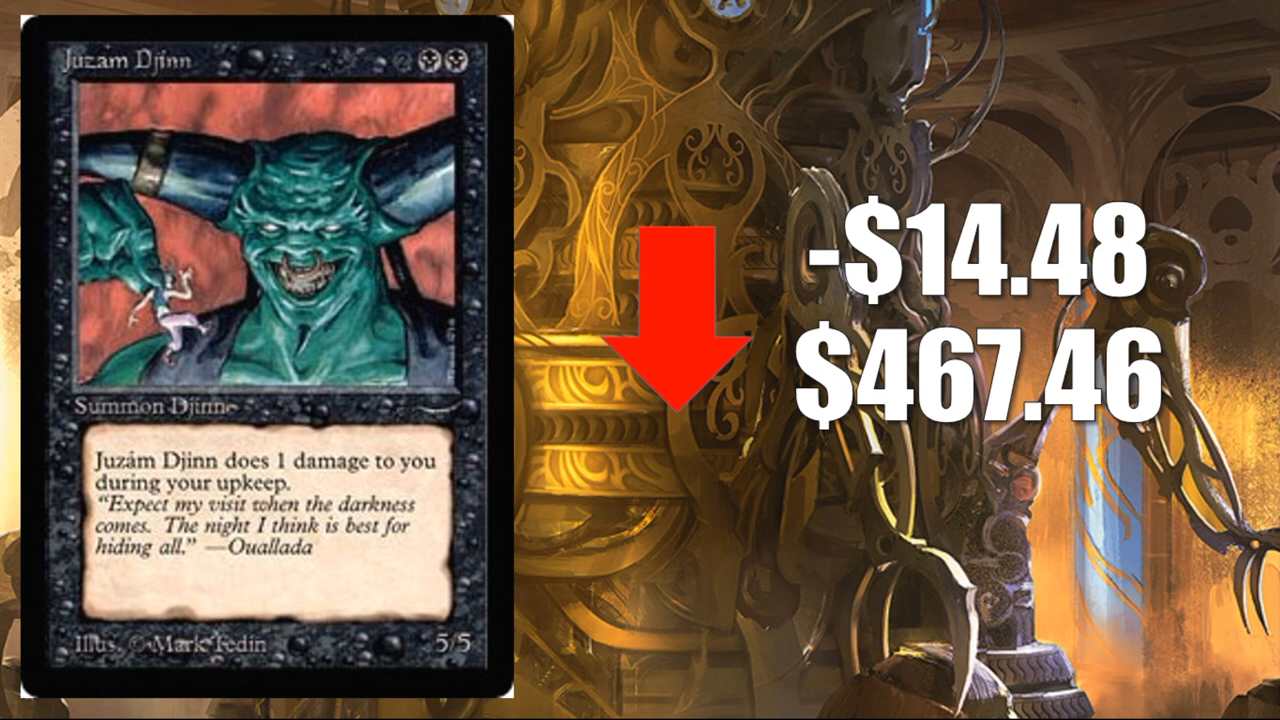 Juzám Djinn 2
Summon Djinn
Juzám Djinn does 1 damage to you
during your upkeep.
“Expect my visit when the darkness
comes. The night I think is best for
hiding all.” —Ouallada
Illus. © Mark Tedin 5/5
-$14.48
$467.46